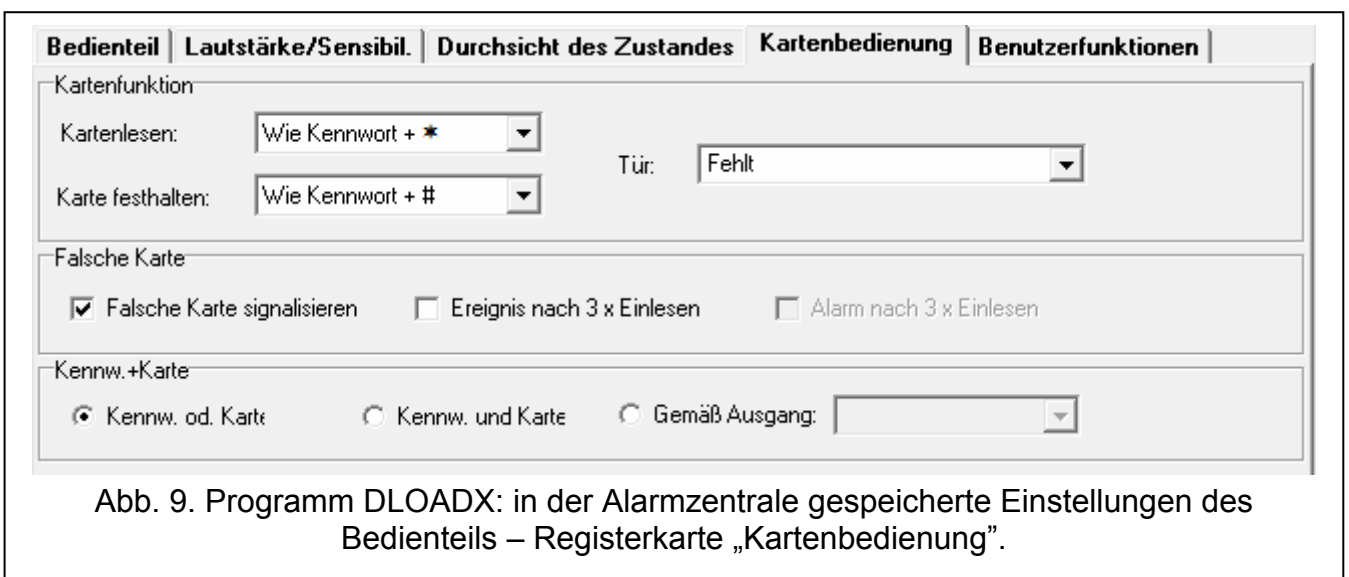 Bedienteil Lautstärke/Sensibil. Durchsicht des Zustandes Kartenbedienung Benutzerfunktionen
Kartenfunktion
Kartenlesen: Wie Kennwort + *
Tür: Fehlt
Karte festhalten: Wie Kennwort + #
Falsche Karte
Falsche Karte signalisieren Ereignis nach 3 x Einlesen Alarm nach 3 x Einlesen
Kennw.+Karte
Kennw. od. Karte Kennw. und Karte Gemäß Ausgang:
Abb. 9. Programm DLOADX: in der Alarmzentrale gespeicherte Einstellungen des
Bedienteils – Registerkarte „Kartenbedienung”.